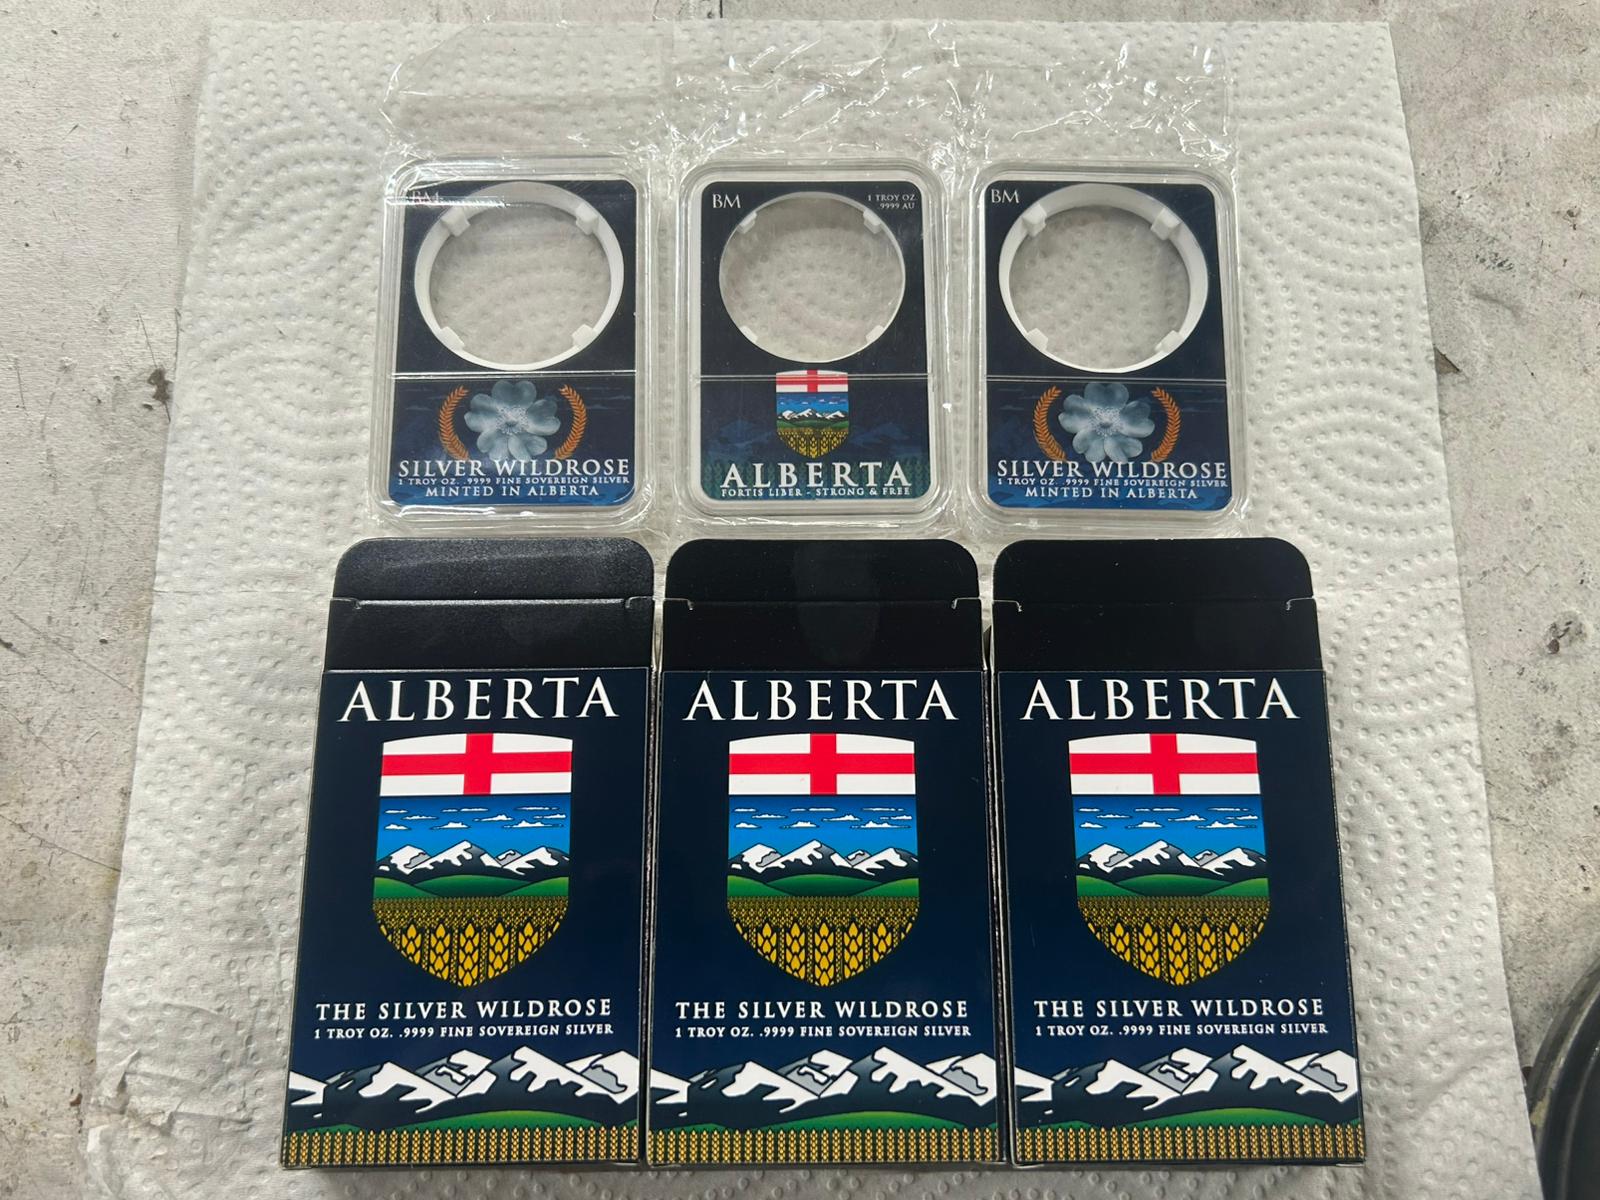 BM
SILVER WILDROSE
1 TROY OZ. .9999 FINE SOVEREIGN SILVER
MINTED IN ALBERTA
BM
1 TROY OZ.
.9999 AU
ALBERTA
FORTIS LIBER - STRONG & FREE
BM
SILVER WILDROSE
1 TROY OZ. .9999 FINE SOVEREIGN SILVER
MINTED IN ALBERTA
ALBERTA
THE SILVER WILDROSE
1 TROY OZ. .9999 FINE SOVEREIGN SILVER
ALBERTA
THE SILVER WILDROSE
1 TROY OZ. .9999 FINE SOVEREIGN SILVER
ALBERTA
THE SILVER WILDROSE
1 TROY OZ. .9999 FINE SOVEREIGN SILVER